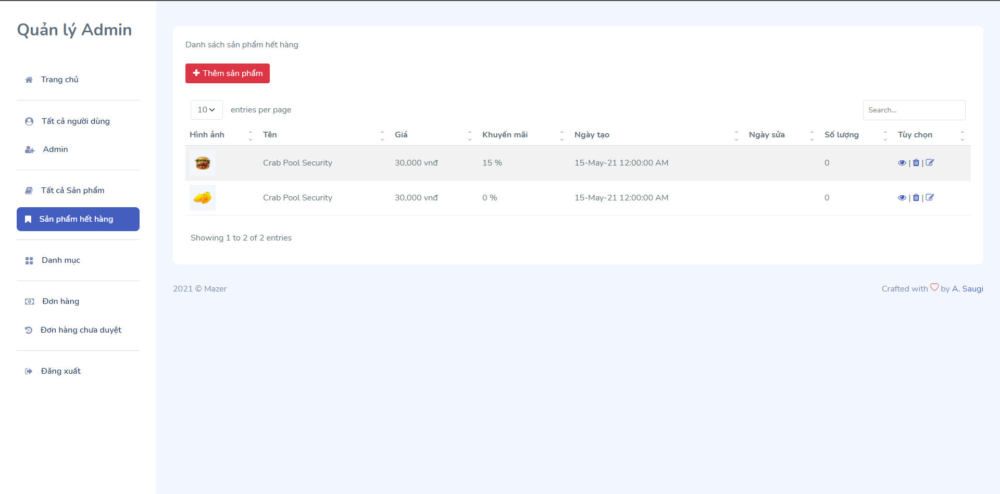 Quản lý Admin
Trang chủ
Tất cả người dùng
Admin
Tất cả Sản phẩm
Sản phẩm hết hàng
Danh mục
Đơn hàng
Đơn hàng chưa duyệt
Đăng xuất
Danh sách sản phẩm hết hàng
Thêm sản phẩm
10 entries per page
Search...
Hình ảnh Tên Giá Khuyến mãi Ngày tạo Ngày sửa Số lượng Tùy chọn
Crab Pool Security 30,000 vnđ 15 % 15-May-21 12:00:00 AM 0 | |
Crab Pool Security 30,000 vnđ 0 % 15-May-21 12:00:00 AM 0 | |
Showing 1 to 2 of 2 entries
2021 © Mazer
Crafted with by A. Saugi